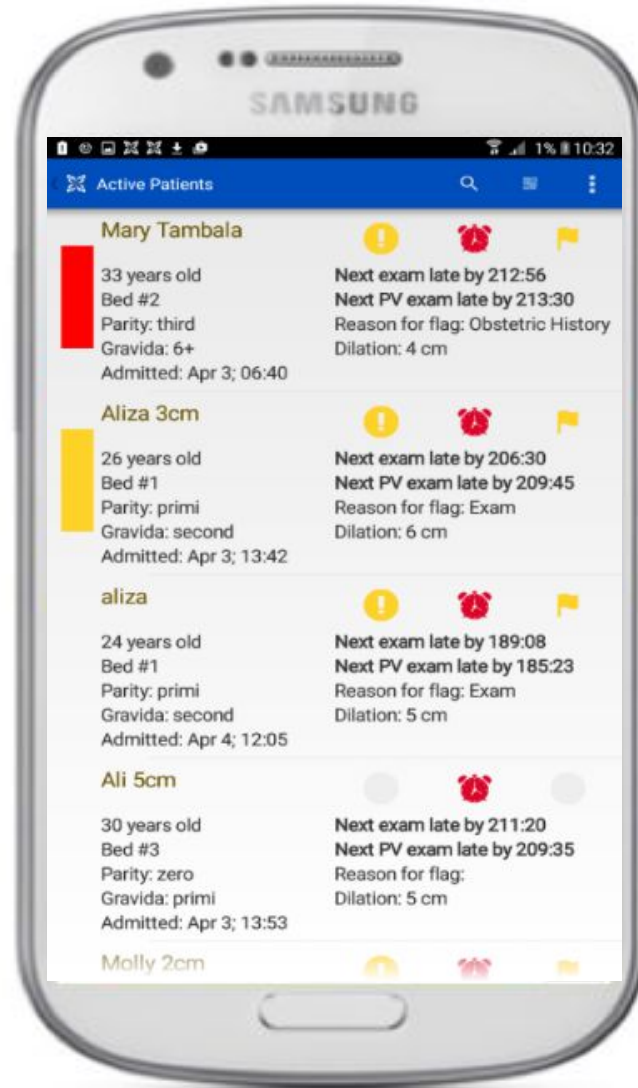 SAMSUNG
1% 10:32
Active Patients
Mary Tambala
33 years old
Bed #2
Parity: third
Gravida: 6+
Admitted: Apr 3; 06:40
Next exam late by 212:56
Next PV exam late by 213:30
Reason for flag: Obstetric History
Dilation: 4 cm
Aliza 3cm
26 years old
Bed #1
Parity: primi
Gravida: second
Admitted: Apr 3; 13:42
Next exam late by 206:30
Next PV exam late by 209:45
Reason for flag: Exam
Dilation: 6 cm
aliza
24 years old
Bed #1
Parity: primi
Gravida: second
Admitted: Apr 4; 12:05
Next exam late by 189:08
Next PV exam late by 185:23
Reason for flag: Exam
Dilation: 5 cm
Ali 5cm
30 years old
Bed #3
Parity: zero
Gravida: primi
Admitted: Apr 3; 13:53
Next exam late by 211:20
Next PV exam late by 209:35
Reason for flag:
Dilation: 5 cm
Molly 2cm